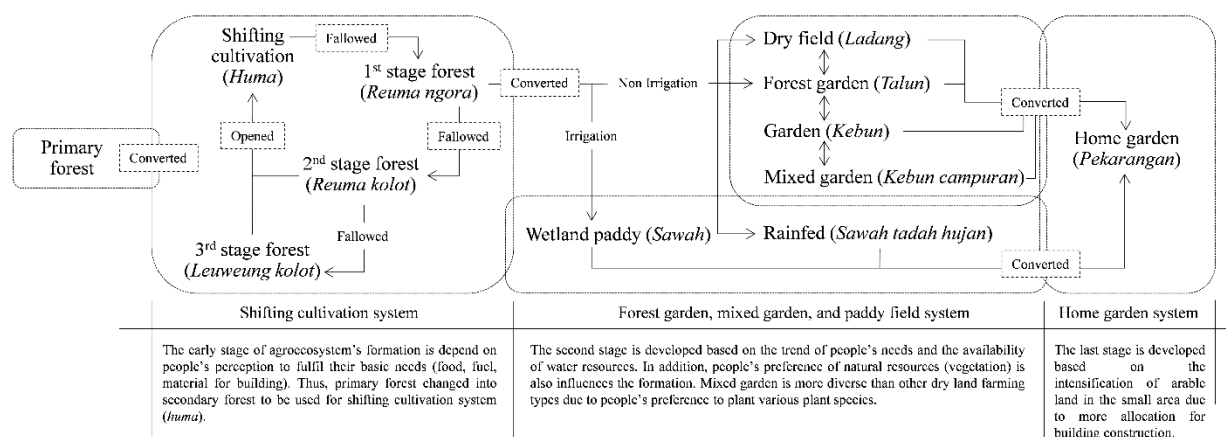 Primary
forest
Converted
Shifting
cultivation
(Huma)
Fallowed
1st stage forest
(Reuma ngora)
Opened
Fallowed
2nd stage forest
(Reuma kolot)
Fallowed
3rd stage forest
(Leuweung kolot)
Converted
Non Irrigation
Irrigation
Dry field (Ladang)
Forest garden (Talun)
Garden (Kebun)
Mixed garden (Kebun campuran)
Wetland paddy (Sawah)
Rainfed (Sawah tadah hujan)
Converted
Converted
Home garden
(Pekarangan)
Shifting cultivation system
The early stage of agroecosystem's formation is depend on
people's perception to fulfil their basic needs (food, fuel,
material for building). Thus, primary forest changed into
secondary forest to be used for shifting cultivation system
(huma).
Forest garden, mixed garden, and paddy field system
The second stage is developed based on the trend of people's needs and the availability
of water resources. In addition, people's preference of natural resources (vegetation) is
also influences the formation. Mixed garden is more diverse than other dry land farming
types due to people's preference to plant various plant species.
Home garden system
The last stage is developed
based on the
intensification of arable
land in the small area due
to more allocation for
building construction.